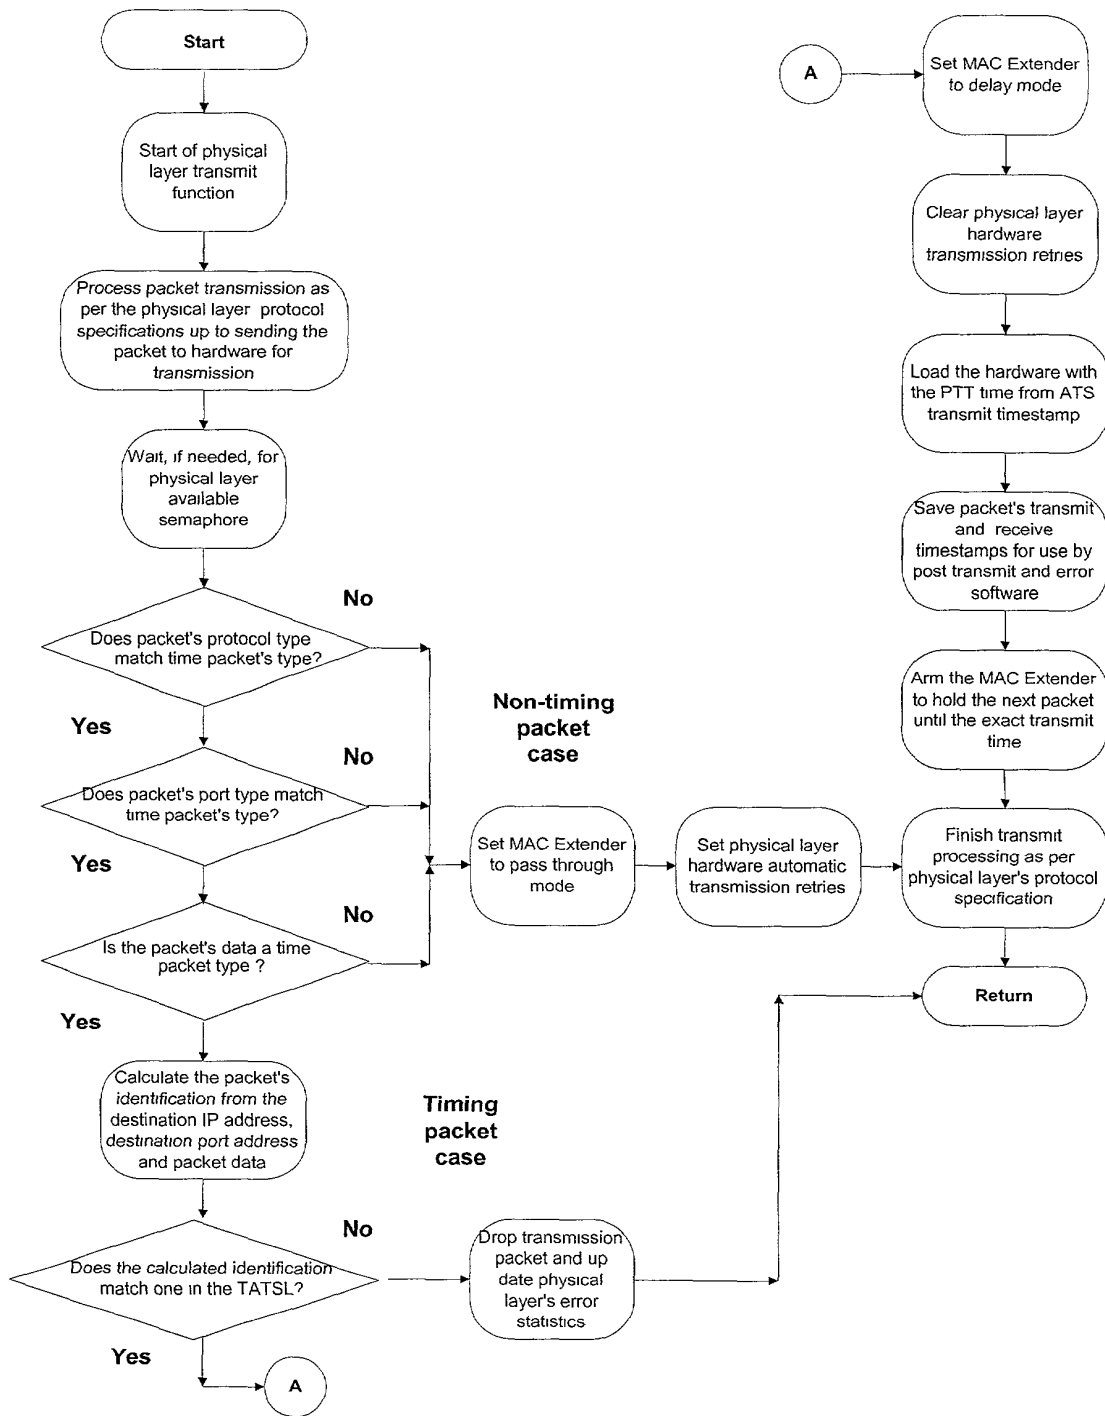 Start
Start of physical
layer transmit
function
Process packet transmission as
per the physical layer protocol
specifications up to sending the
packet to hardware for
transmission
Wait, if needed, for
physical layer
available
semaphore
No
Does packet's protocol type
match time packet's type?
Yes
No
Does packet's port type match
time packet's type?
Yes
No
Is the packet's data a time
packet type ?
Yes
Non-timing
packet
case
Set MAC Extender
to pass through
mode
Set physical layer
hardware automatic
transmission retries
Calculate the packet's
identification from the
destination IP address,
destination port address
and packet data
Timing
packet
case
No
Does the calculated identification
match one in the TATSL?
Drop transmission
packet and up
date physical
layer's error
statistics
Yes
A
A
Set MAC Extender
to delay mode
Clear physical layer
hardware
transmission retries
Load the hardware with
the PTT time from ATS
transmit timestamp
Save packet's transmit
and receive
timestamps for use by
post transmit and error
software
Arm the MAC Extender
to hold the next packet
until the exact transmit
time
Finish transmit
processing as per
physical layer's protocol
specification
Return